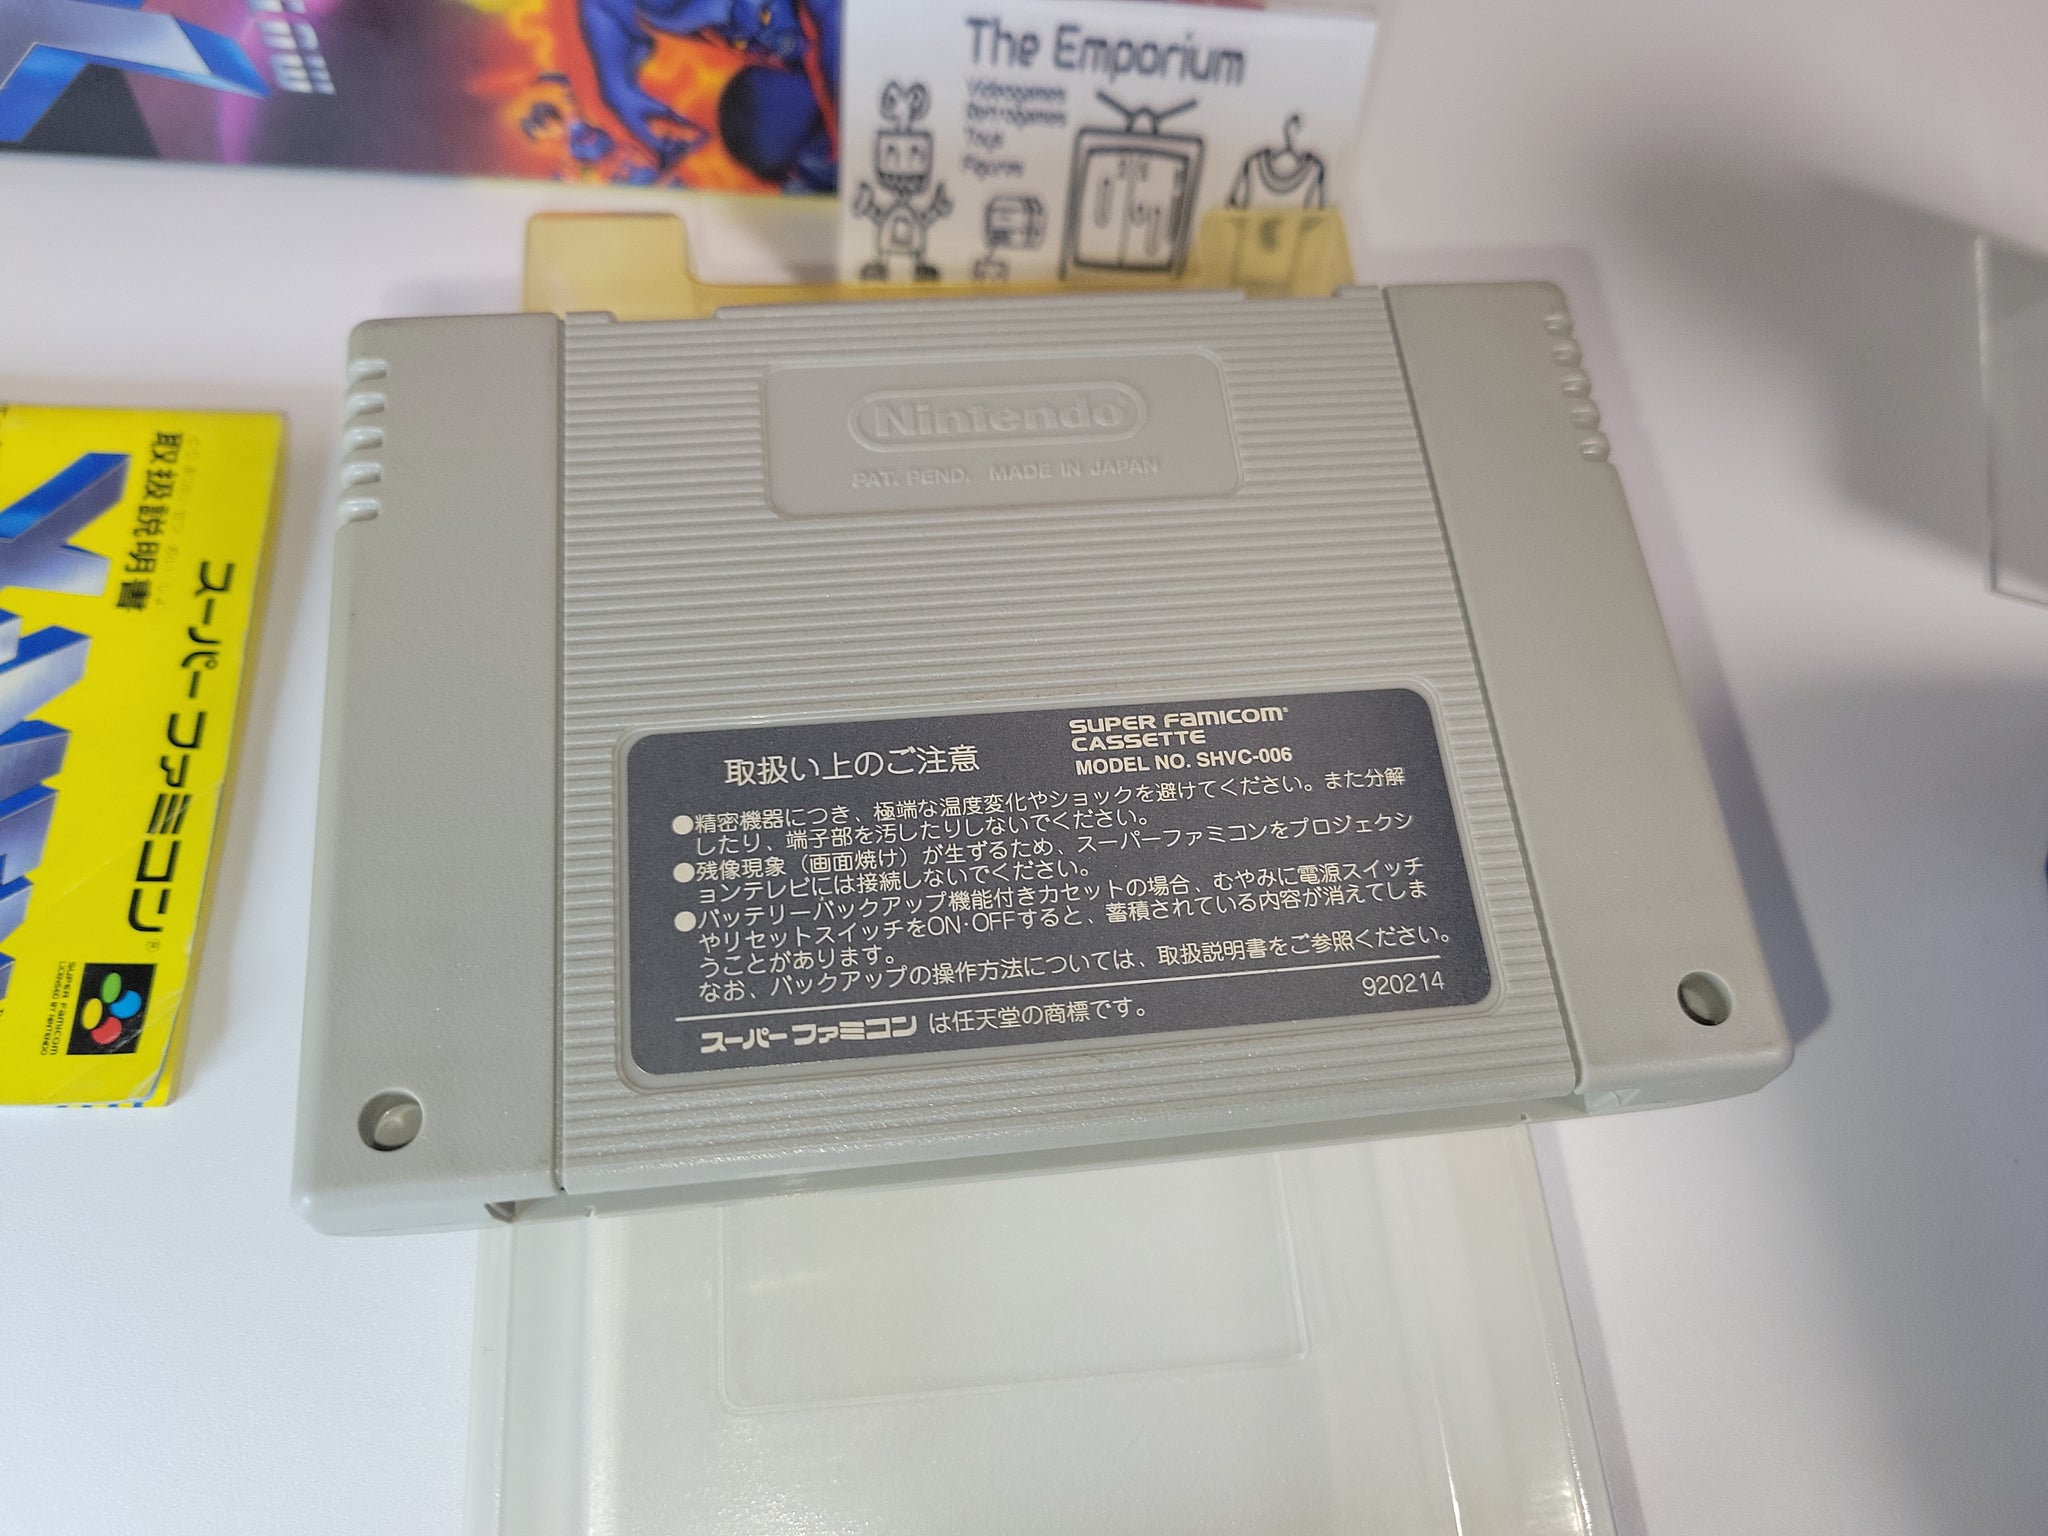 The Emporium
Videogames
Retrogames
Toys
Figures
Nintendo
PAT. PEND. MADE IN JAPAN
取扱い上のご注意
SUPER FAMICOM
CASSETTE
MODEL NO. SHVC-006
●精密機器につき、極端な温度変化やショックを避けてください。また分解
したり、端子部を汚したりしないでください。
●残像現象(画面焼け)が生ずるため、スーパーファミコンをプロジェクシ
ョンテレビには接続しないでください。
●バッテリーバックアップ機能付きカセットの場合、むやみに電源スイッチ
やリセットスイッチをON・OFFすると、蓄積されている内容が消えてしま
うことがあります。
なお、バックアップの操作方法については、取扱説明書をご参照ください。
920214
スーパーファミコン は任天堂の商標です。
取扱説明書
スーパーファミコン®
SUPER FAMICOM
LICENSED BY NINTENDO